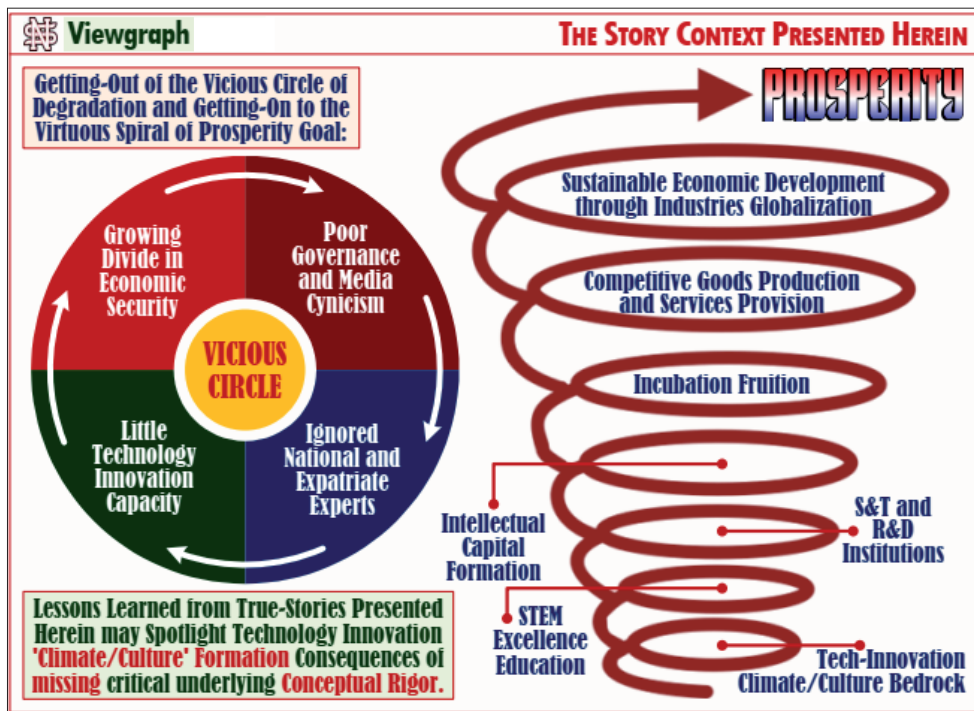 Viewgraph
THE STORY CONTEXT PRESENTED HEREIN
Getting-Out of the Vicious Circle of
Degradation and Getting-On to the
Virtuous Spiral of Prosperity Goal:
Growing
Divide in
Economic
Security
Poor
Governance
and Media
Cynicism
VICIOUS
CIRCLE
Little
Technology
Innovation
Capacity
Ignored
National and
Expatriate
Experts
Lessons Learned from True-Stories Presented
Herein may Spotlight Technology Innovation
'Climate/Culture' Formation Consequences of
missing critical underlying Conceptual Rigor.
PROSPERITY
Sustainable Economic Development
through Industries Globalization
Competitive Goods Production
and Services Provision
Incubation Fruition
Intellectual
Capital
Formation
S&T and
R&D
Institutions
STEM
Excellence
Education
Tech-Innovation
Climate/Culture Bedrock